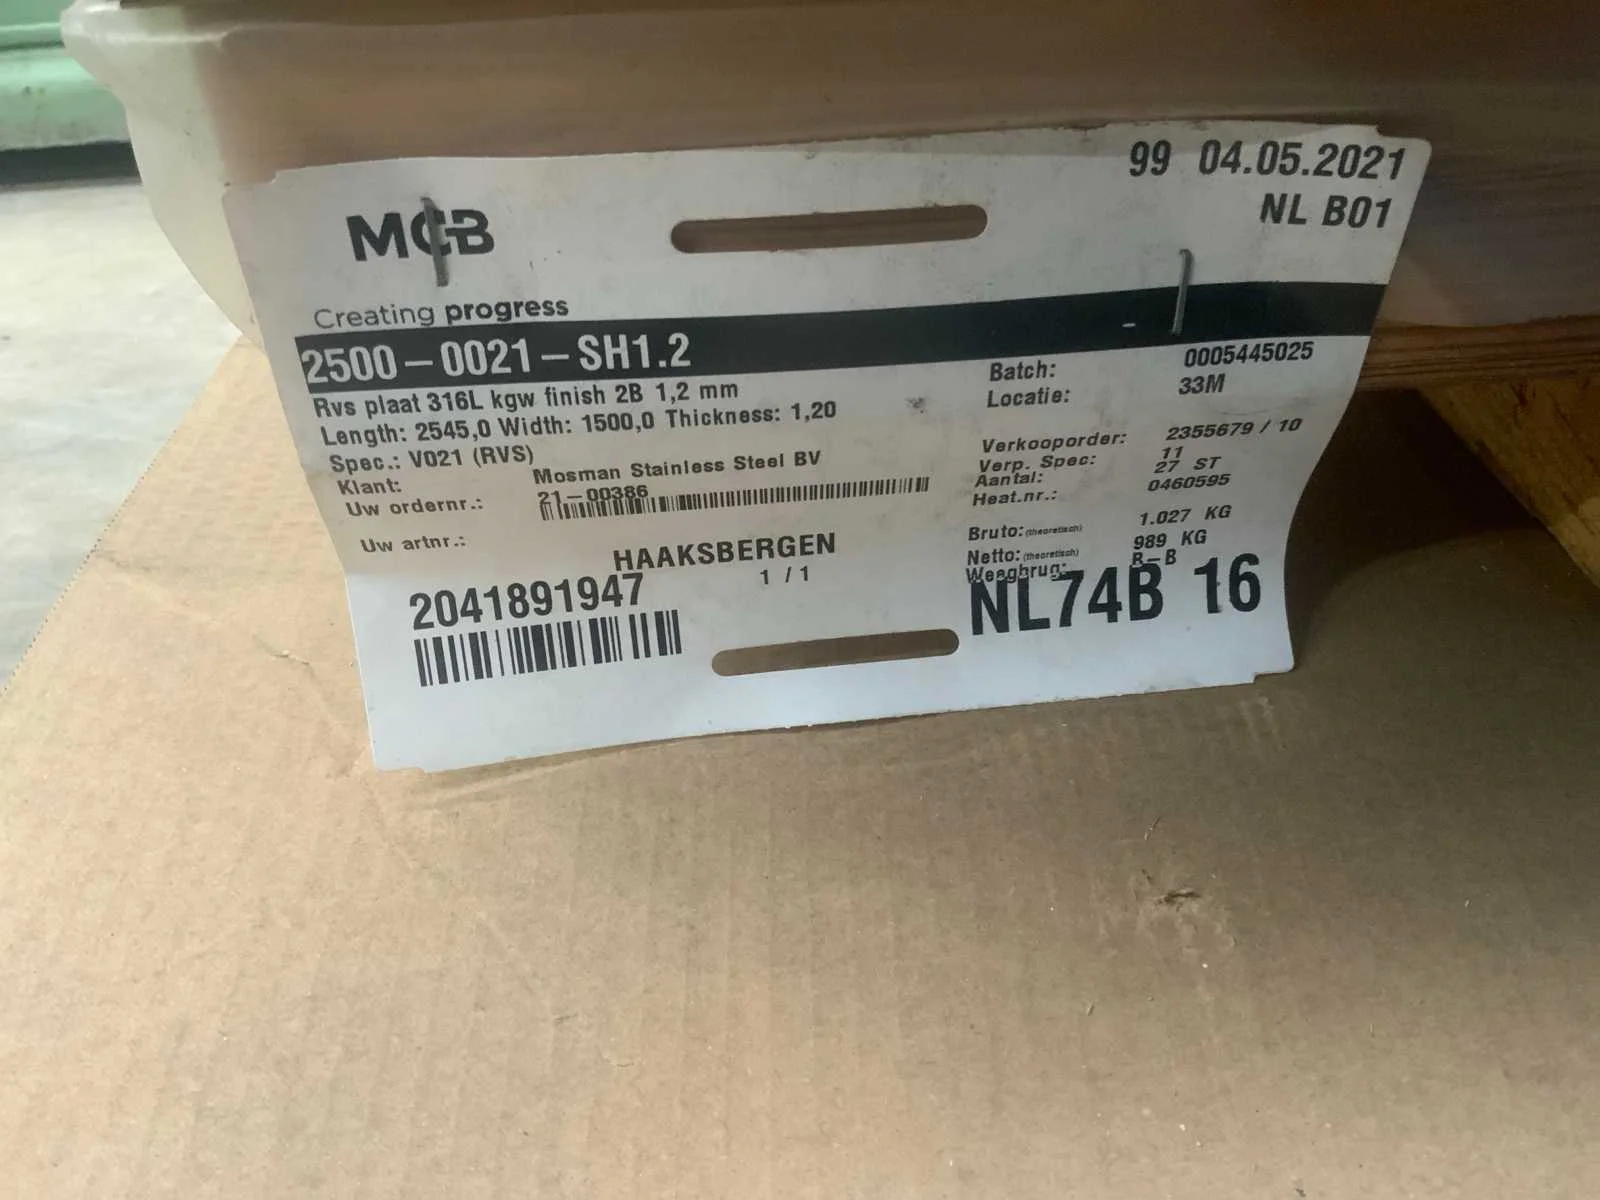 99 04.05.2021
NL B01
MCB
Creating progress
2500-0021-SH1.2
Rvs plaat 316L kgw finish 2B 1,2 mm
Length: 2545,0 Width: 1500,0 Thickness: 1,20
Spec.: V021 (RVS)
Klant: Mosman Stainless Steel BV
Uw ordernr.: 21-00386
Uw artnr.:
HAAKSBERGEN
1 / 1
2041891947
Batch: 0005445025
Locatie: 33M
Verkooporder: 2355679 / 10
Verp. Spec: 11
Aantal: 27 ST
Heat.nr.: 0460595
Bruto: (theoretisch) 1.027 KG
Netto: (theoretisch) 989 KG
Weegbrug: R-B
NL74B 16